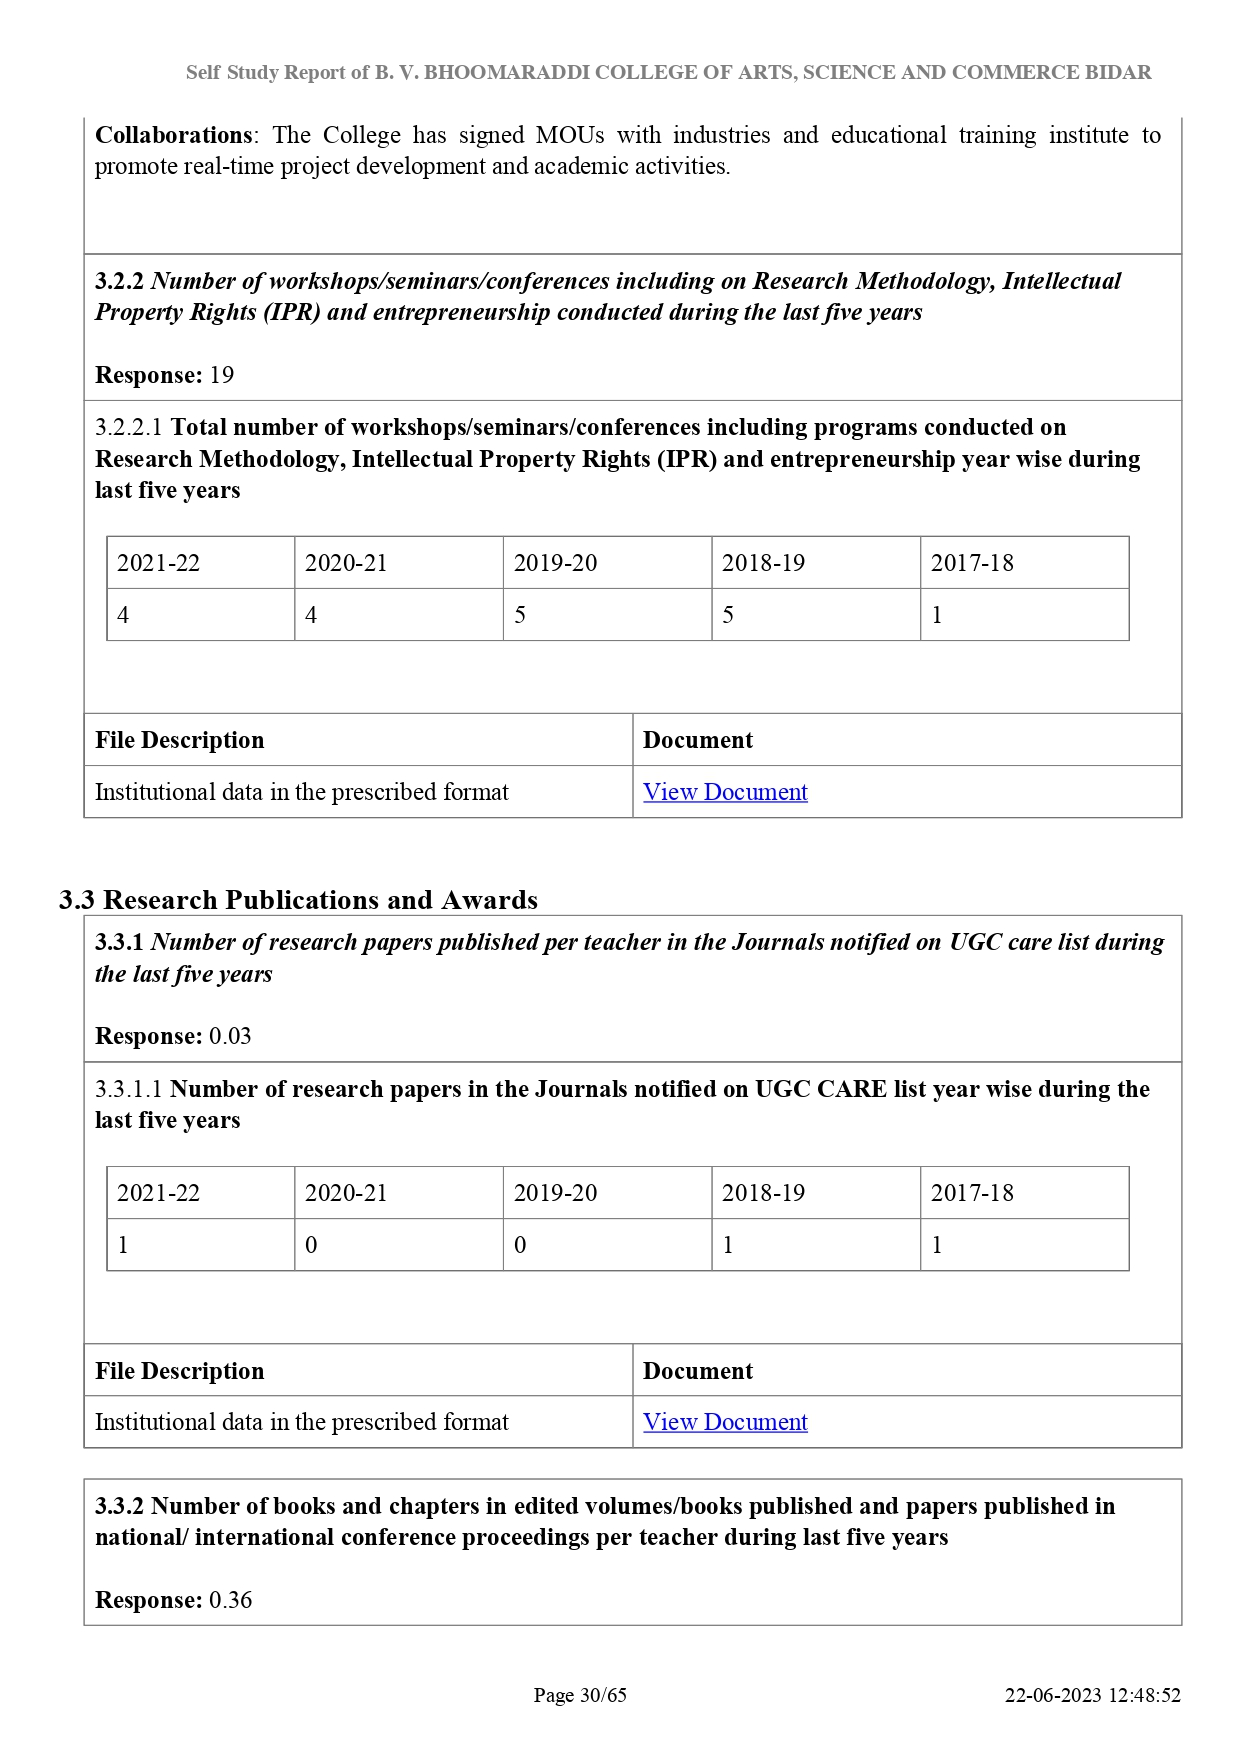 Self Study Report of B. V. BHOOMARADDI COLLEGE OF ARTS, SCIENCE AND COMMERCE BIDAR
Collaborations: The College has signed MOUs with industries and educational training institute to
promote real-time project development and academic activities.
3.2.2 Number of workshops/seminars/conferences including on Research Methodology, Intellectual
Property Rights (IPR) and entrepreneurship conducted during the last five years
Response: 19
3.2.2.1 Total number of workshops/seminars/conferences including programs conducted on
Research Methodology, Intellectual Property Rights (IPR) and entrepreneurship year wise during
last five years
2021-22 2020-21 2019-20 2018-19 2017-18
4 4 5 5 1
File Description Document
Institutional data in the prescribed format View Document
3.3 Research Publications and Awards
3.3.1 Number of research papers published per teacher in the Journals notified on UGC care list during
the last five years
Response: 0.03
3.3.1.1 Number of research papers in the Journals notified on UGC CARE list year wise during the
last five years
2021-22 2020-21 2019-20 2018-19 2017-18
1 0 0 1 1
File Description Document
Institutional data in the prescribed format View Document
3.3.2 Number of books and chapters in edited volumes/books published and papers published in
national/ international conference proceedings per teacher during last five years
Response: 0.36
Page 30/65 22-06-2023 12:48:52